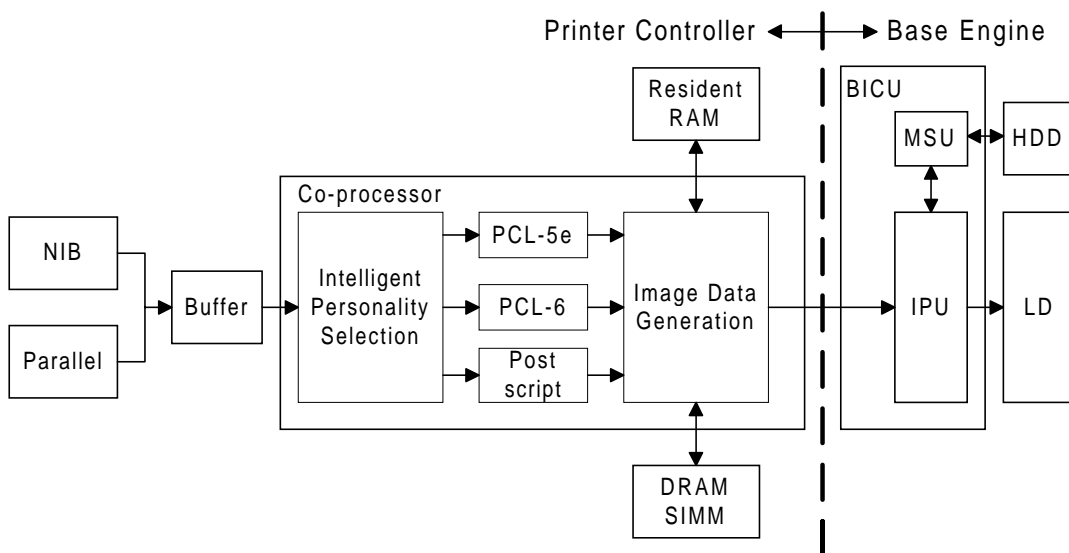 Printer Controller
Base Engine
Resident
RAM
BICU
MSU
HDD
Co-processor
NIB
Parallel
Buffer
Intelligent
Personality
Selection
PCL-5e
PCL-6
Post
script
Image Data
Generation
IPU
LD
DRAM
SIMM